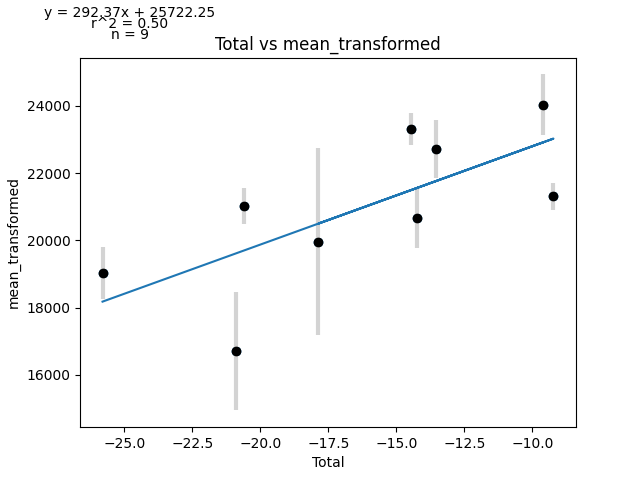 y = 292.37x + 25722.25
r^2 = 0.50
n = 9
Total vs mean_transformed
mean_transformed
24000
22000
20000
18000
16000
−25.0 −22.5 −20.0 −17.5 −15.0 −12.5 −10.0
Total